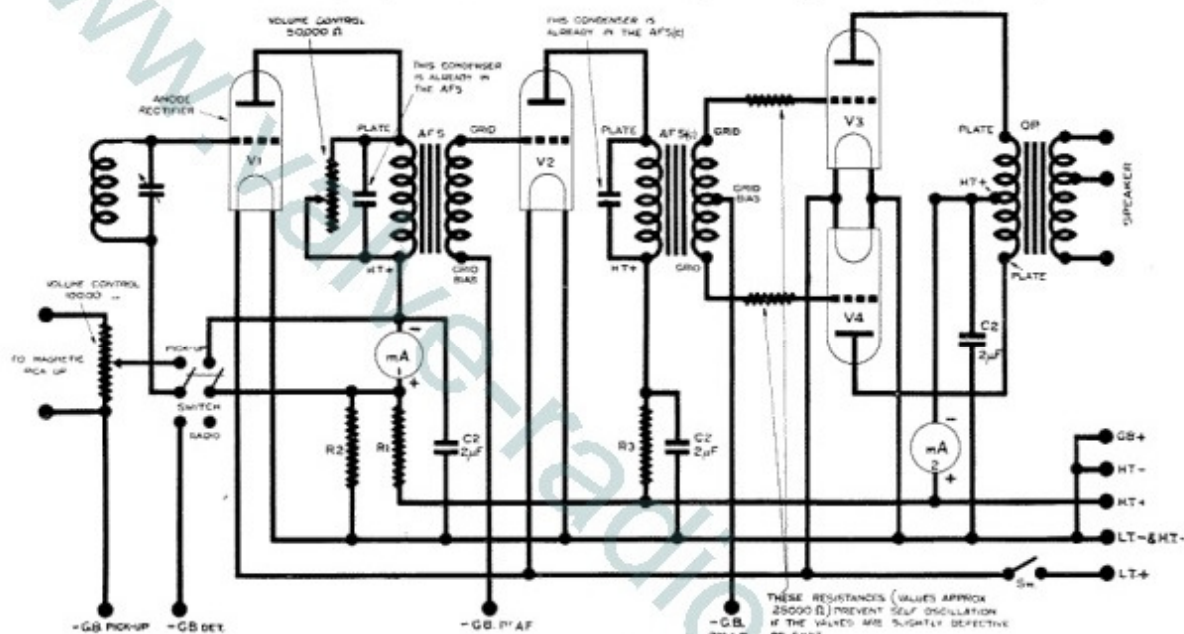 www.valve-radio
VOLUME CONTROL
50,000 Ω
THIS CONDENSER
IS ALREADY IN
THE AFS
THIS CONDENSER IS
ALREADY IN THE AFS(c)
ANODE
RECTIFIER
V1
PLATE
AFS
GRID
HT+
GRID
BIAS
V2
PLATE
AFS(c)
GRID
GRID
BIAS
HT+
GRID
V3
V4
PLATE
OP
HT+
PLATE
SPEAKER
VOLUME CONTROL
TO MAGNETIC
PICK UP
PICK-UP
SWITCH
RADIO
-
mA
+
R2
R1
C2
2μF
R3
C2
2μF
C2
2μF
-
mA
2
+
GB+
HT-
HT+
LT-&HT-
LT+
Sw.
-GB PICK-UP
-GB DET.
-GB. 1ST AF
-GB.
THESE RESISTANCES (VALUES APPROX
25000 Ω) PREVENT SELF OSCILLATION
IF THE VALVES ARE SLIGHTLY DEFECTIVE